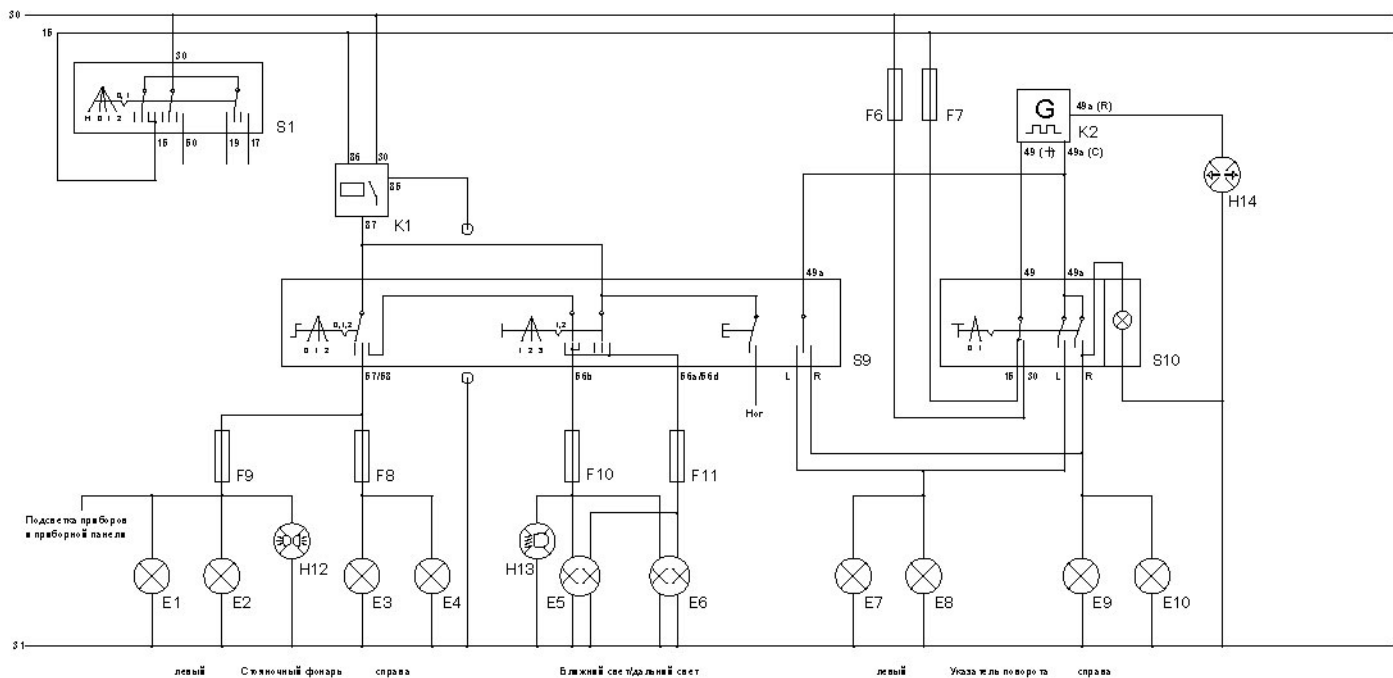 30
15
30
0, 1
H 0 1 2
S1
15 50 19 17
86 30
85
87
K1
F6
F7
G
49a (R)
K2
49 (+) 49a (C)
H14
49a
49 49a
0,1,2
0 1 2
1,2
1 2 3
0 1
S9
S10
57/58
56b
56a/56d
L R
15 30 L R
Hor
F9
F8
F10
F11
Подсветка приборов
и приборной панели
H12
H13
E1
E2
E3
E4
E5
E6
E7
E8
E9
E10
31
левый Стояночный фонарь справа Ближний свет/дальний свет левый Указатель поворота справа